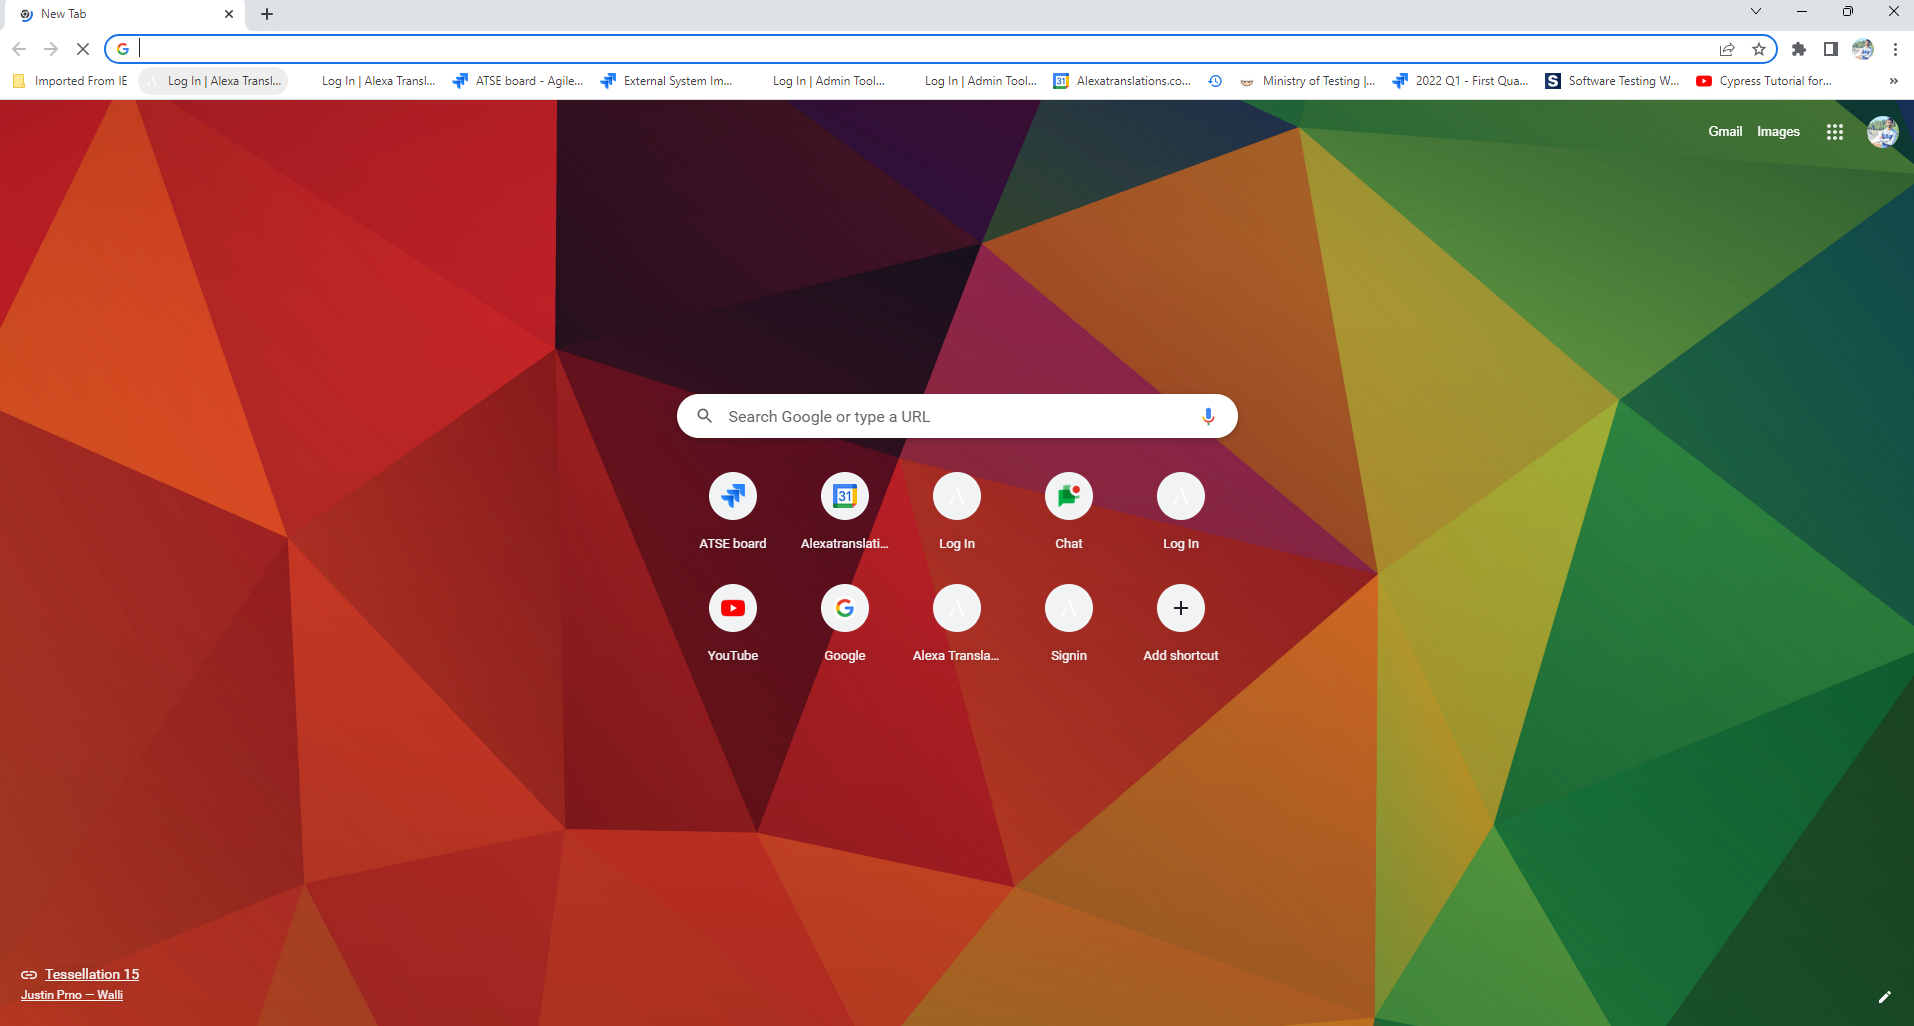 New Tab
Imported From IE
Log In | Alexa Transl...
Log In | Alexa Transl...
ATSE board - Agile...
External System Im...
Log In | Admin Tool...
Log In | Admin Tool...
Alexatranslations.co...
Ministry of Testing |...
2022 Q1 - First Qua...
Software Testing W...
Cypress Tutorial for...
»
Gmail Images
Search Google or type a URL
31
ATSE board
Alexatranslati...
Log In
Chat
Log In
YouTube
Google
Alexa Transla...
Signin
Add shortcut
Tessellation 15
Justin Prno — Walli